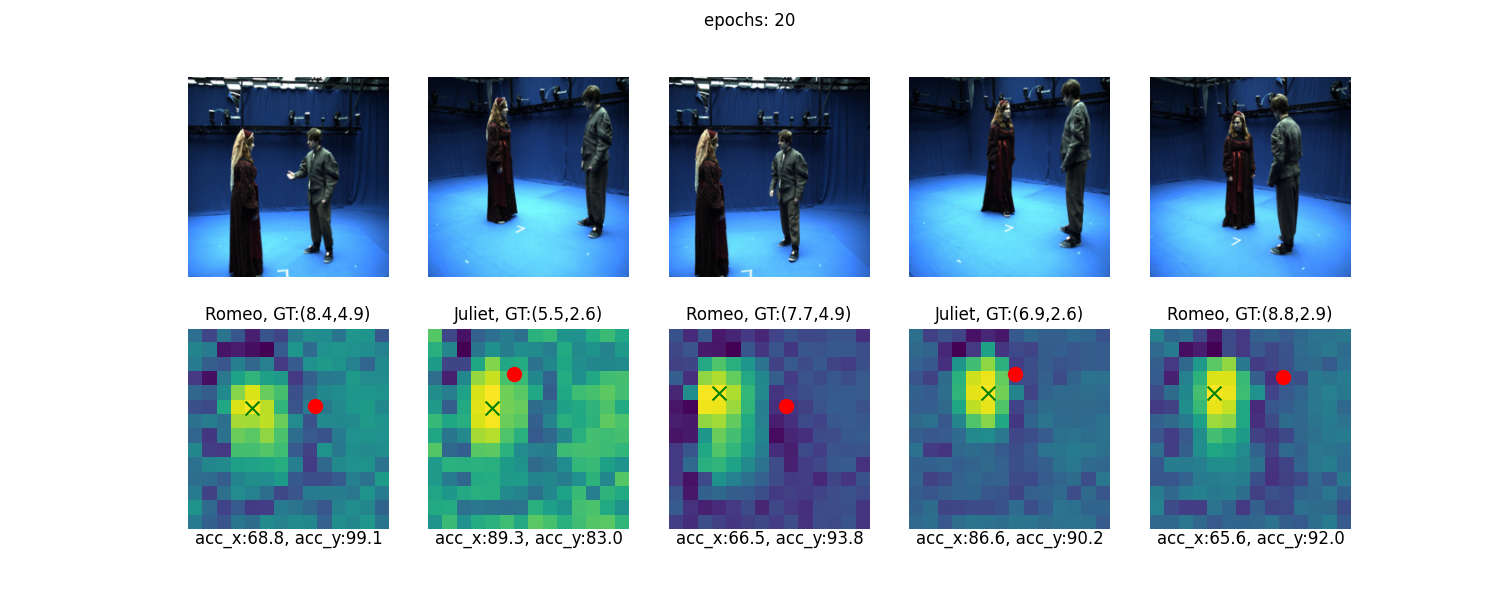 epochs: 20
Romeo, GT:(8.4,4.9)
Juliet, GT:(5.5,2.6)
Romeo, GT:(7.7,4.9)
Juliet, GT:(6.9,2.6)
Romeo, GT:(8.8,2.9)
acc_x:68.8, acc_y:99.1
acc_x:89.3, acc_y:83.0
acc_x:66.5, acc_y:93.8
acc_x:86.6, acc_y:90.2
acc_x:65.6, acc_y:92.0